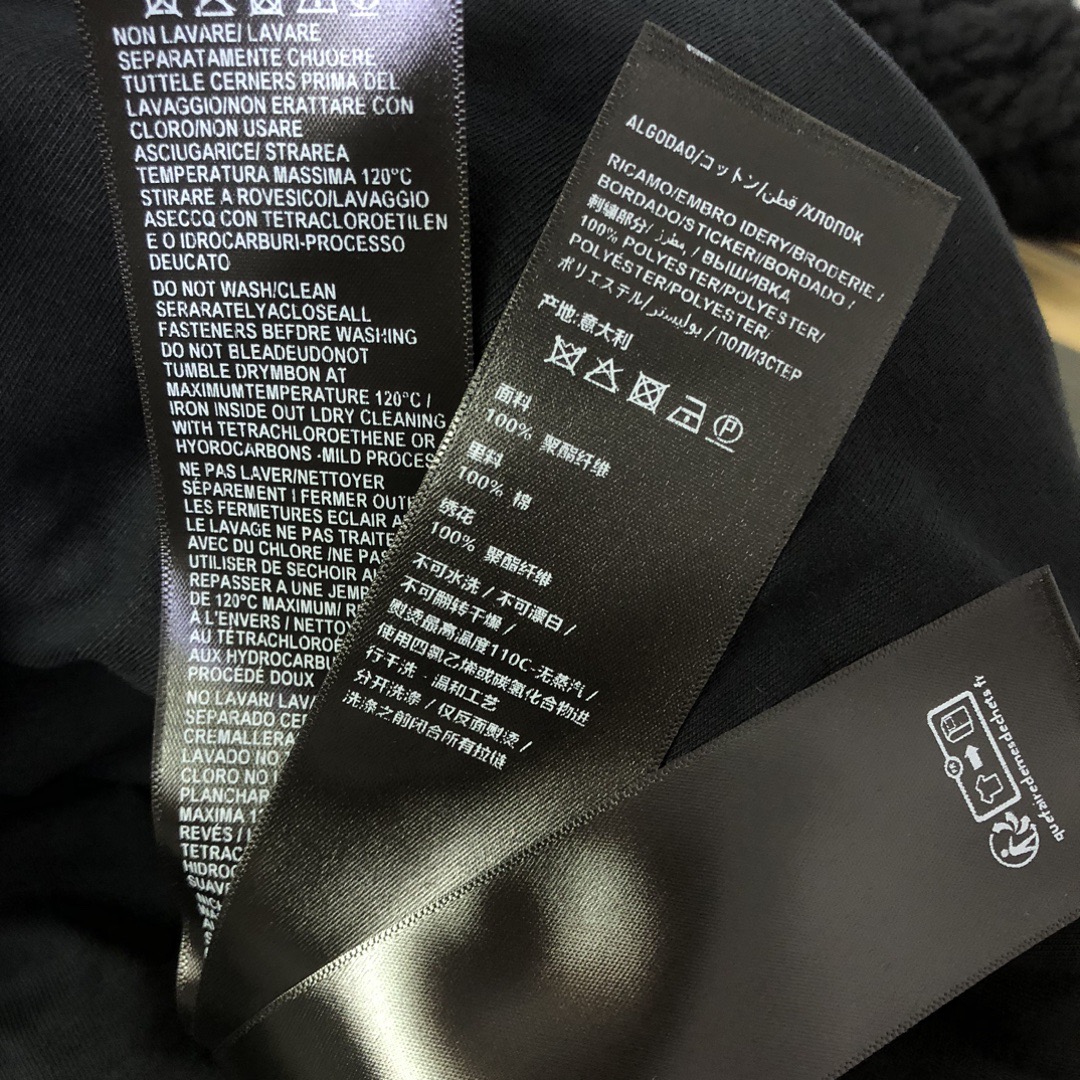 NON LAVARE/ LAVARE
SEPARATAMENTE CHUOERE
TUTTELE CERNERS PRIMA DEL
LAVAGGIO/NON ERATTARE CON
CLORO/NON USARE
ASCIUGARICE/ STRAREA
TEMPERATURA MASSIMA 120°C
STIRARE A ROVESICO/LAVAGGIO
ASECCQ CON TETRACLOROETILEN
E O IDROCARBURI-PROCESSO
DEUCATO
DO NOT WASH/CLEAN
SERARATELYACLOSEALL
FASTENERS BEFDRE WASHING
DO NOT BLEADEUDONOT
TUMBLE DRYMBON AT
MAXIMUMTEMPERATURE 120°C /
IRON INSIDE OUT LDRY CLEANING
WITH TETRACHLOROETHENE OR
HYOROCARBONS -MILD PROCES
NE PAS LAVER/NETTOYER
SÉPAREMENT I FERMER OUT
LES FERMETURES ECLAIR A
LE LAVAGE NE PAS TRAITE
AVEC DU CHLORE /NE PAS
UTILISER DE SECHOIR A
REPASSER A UNE JEMP
DE 120°C MAXIMUM/ R
À L'ENVERS / NETTOY
AU TÉTRACHLOROÉ
AUX HYDROCARBU
PROCÉDÉ DOUX
NO LAVAR/ LAV
SEPARADO CER
CREMALLERA
LAVADO NO
CLORO NO
PLANCHAR
MAXIMA 1
REVÉS / L
TETRAC
HIDROC
SUAV
ALGODAO/コットン/قطن /ХЛОПОК
RICAMO/EMBRO IDERY/BRODERIE /
BORDADO/STICKER/BORDADO /
刺繍部分/ مطرز / ВЫШИВКА
100% POLYESTER/POLYESTER/
POLYÉSTER/POLYESTER/
ポリエステル/ بوليستر / ПОЛИЗСТЕР
产地:意大利
P
面料
100% 聚酯纤维
里料
100% 棉
绣花
100% 聚酯纤维
不可水洗 / 不可漂白 /
不可翻转干燥 /
熨烫最高温度110C-无蒸汽 /
使用四氯乙烯或碳氢化合物进
行干洗 - 温和工艺
分开洗涤 / 仅反面熨烫 /
洗涤之前闭合所有拉链
quefairedemesdechets.fr